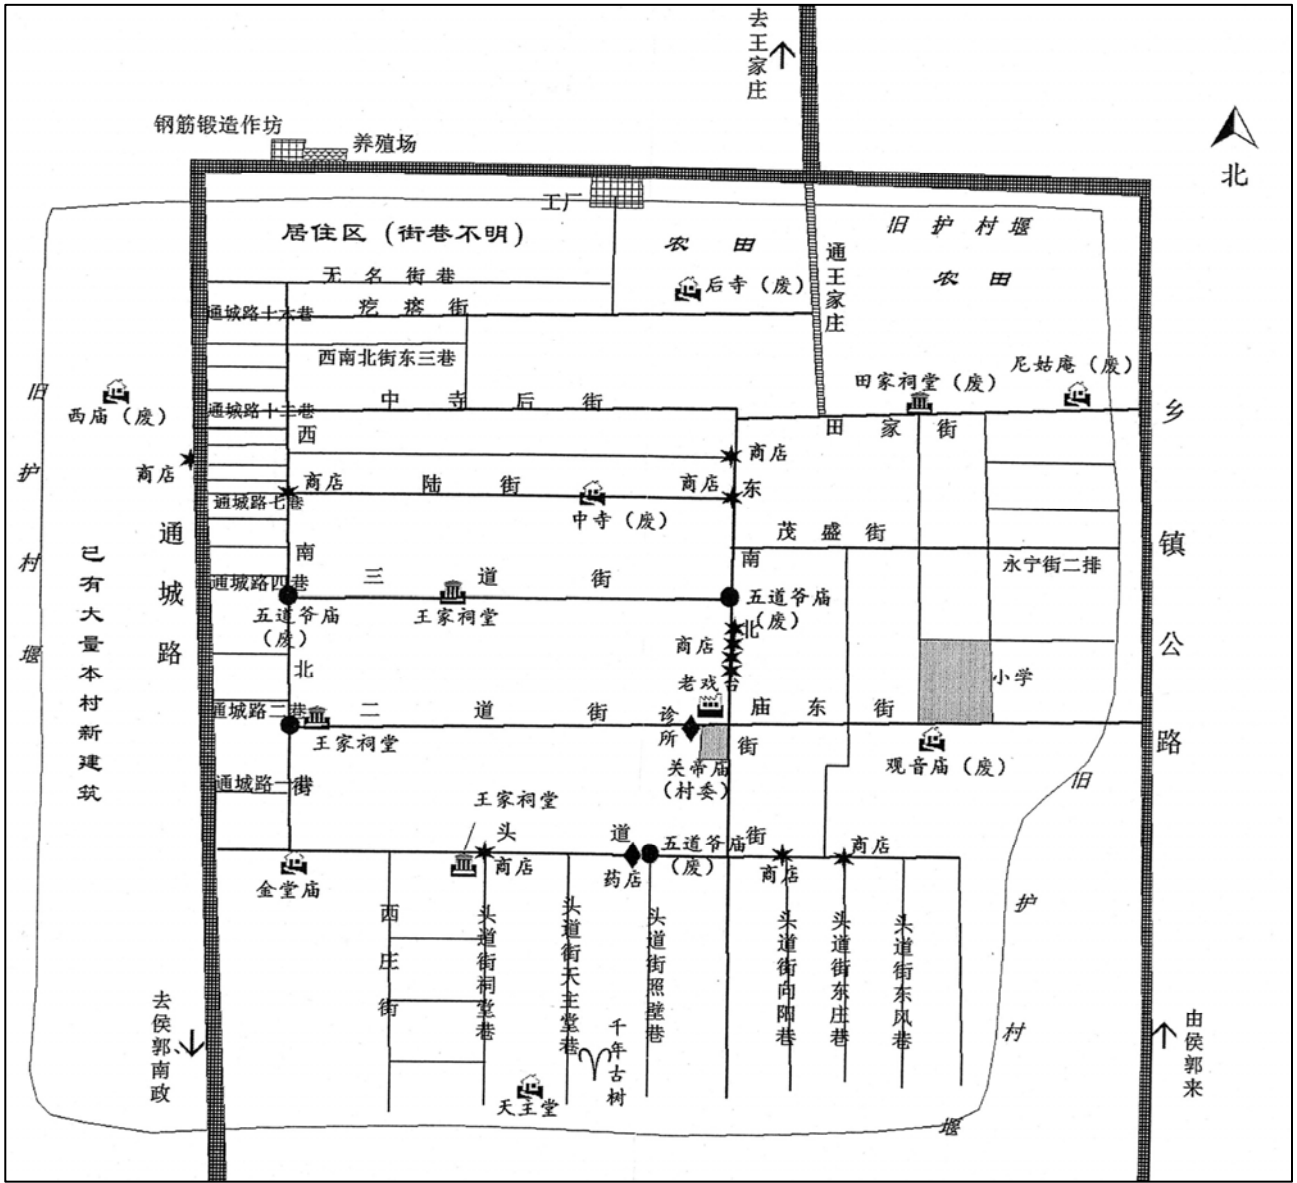 去王家庄
北
钢筋锻造作坊
养殖场
工厂
居住区（街巷不明）
农田
旧护村堰
通王家庄
农田
无名街巷
后寺（废）
通城路十六巷
疙瘩街
西南北街东三巷
尼姑庵（废）
田家祠堂（废）
旧护村堰
西庙（废）
通城路十二巷
中寺后街
田家街
乡镇公路
西南北街
商店
商店
商店
陆街
商店
东南北街
通城路七巷
中寺（废）
茂盛街
通城路
已有大量本村新建筑
永宁街二排
通城路四巷
三道街
五道爷庙（废）
王家祠堂
五道爷庙（废）
商店
小学
老戏台
通城路二巷
二道街
诊所
庙东街
王家祠堂
关帝庙（村委）
观音庙（废）
旧护村堰
通城路一巷
王家祠堂
头道街
五道爷庙（废）
商店
金堂庙
商店
药店
商店
西庄街
头道街祠堂巷
头道街天主堂巷
头道街照壁巷
头道街向阳巷
头道街东庄巷
头道街东风巷
去侯郭、南政
千年古树
天王堂
由侯郭来